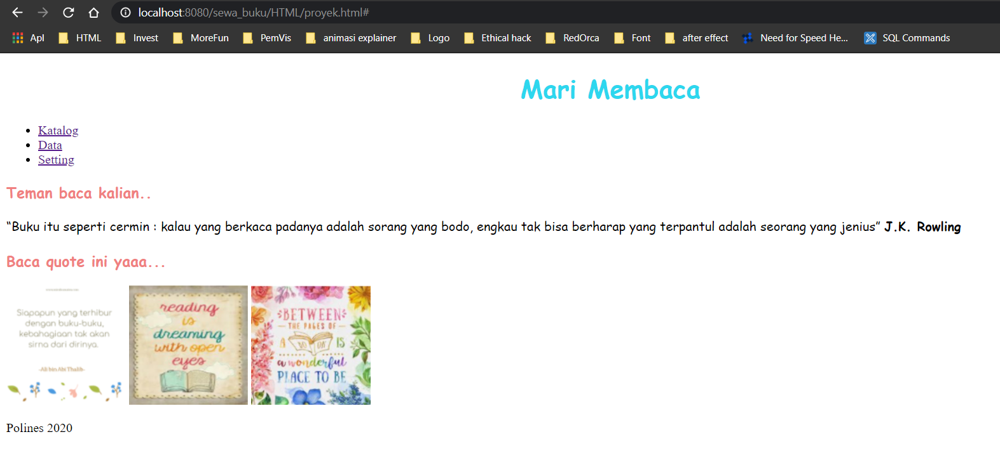 localhost:8080/sewa_buku/HTML/proyek.html#
Apl HTML Invest MoreFun PemVis animasi explainer Logo Ethical hack RedOrca Font after effect Need for Speed He... SQL Commands
Mari Membaca
Katalog
Data
Setting
Teman baca kalian..
“Buku itu seperti cermin : kalau yang berkaca padanya adalah sorang yang bodo, engkau tak bisa berharap yang terpantul adalah seorang yang jenius” J.K. Rowling
Baca quote ini yaaa...
Siapapun yang terhibur
dengan buku-buku,
kebahagiaan tak akan
sirna dari dirinya.
-Ali bin Abi Thalib-
reading
is
dreaming
with open
eyes
BETWEEN
THE PAGES OF
A BOOK IS
a wonderful
PLACE TO BE
Polines 2020